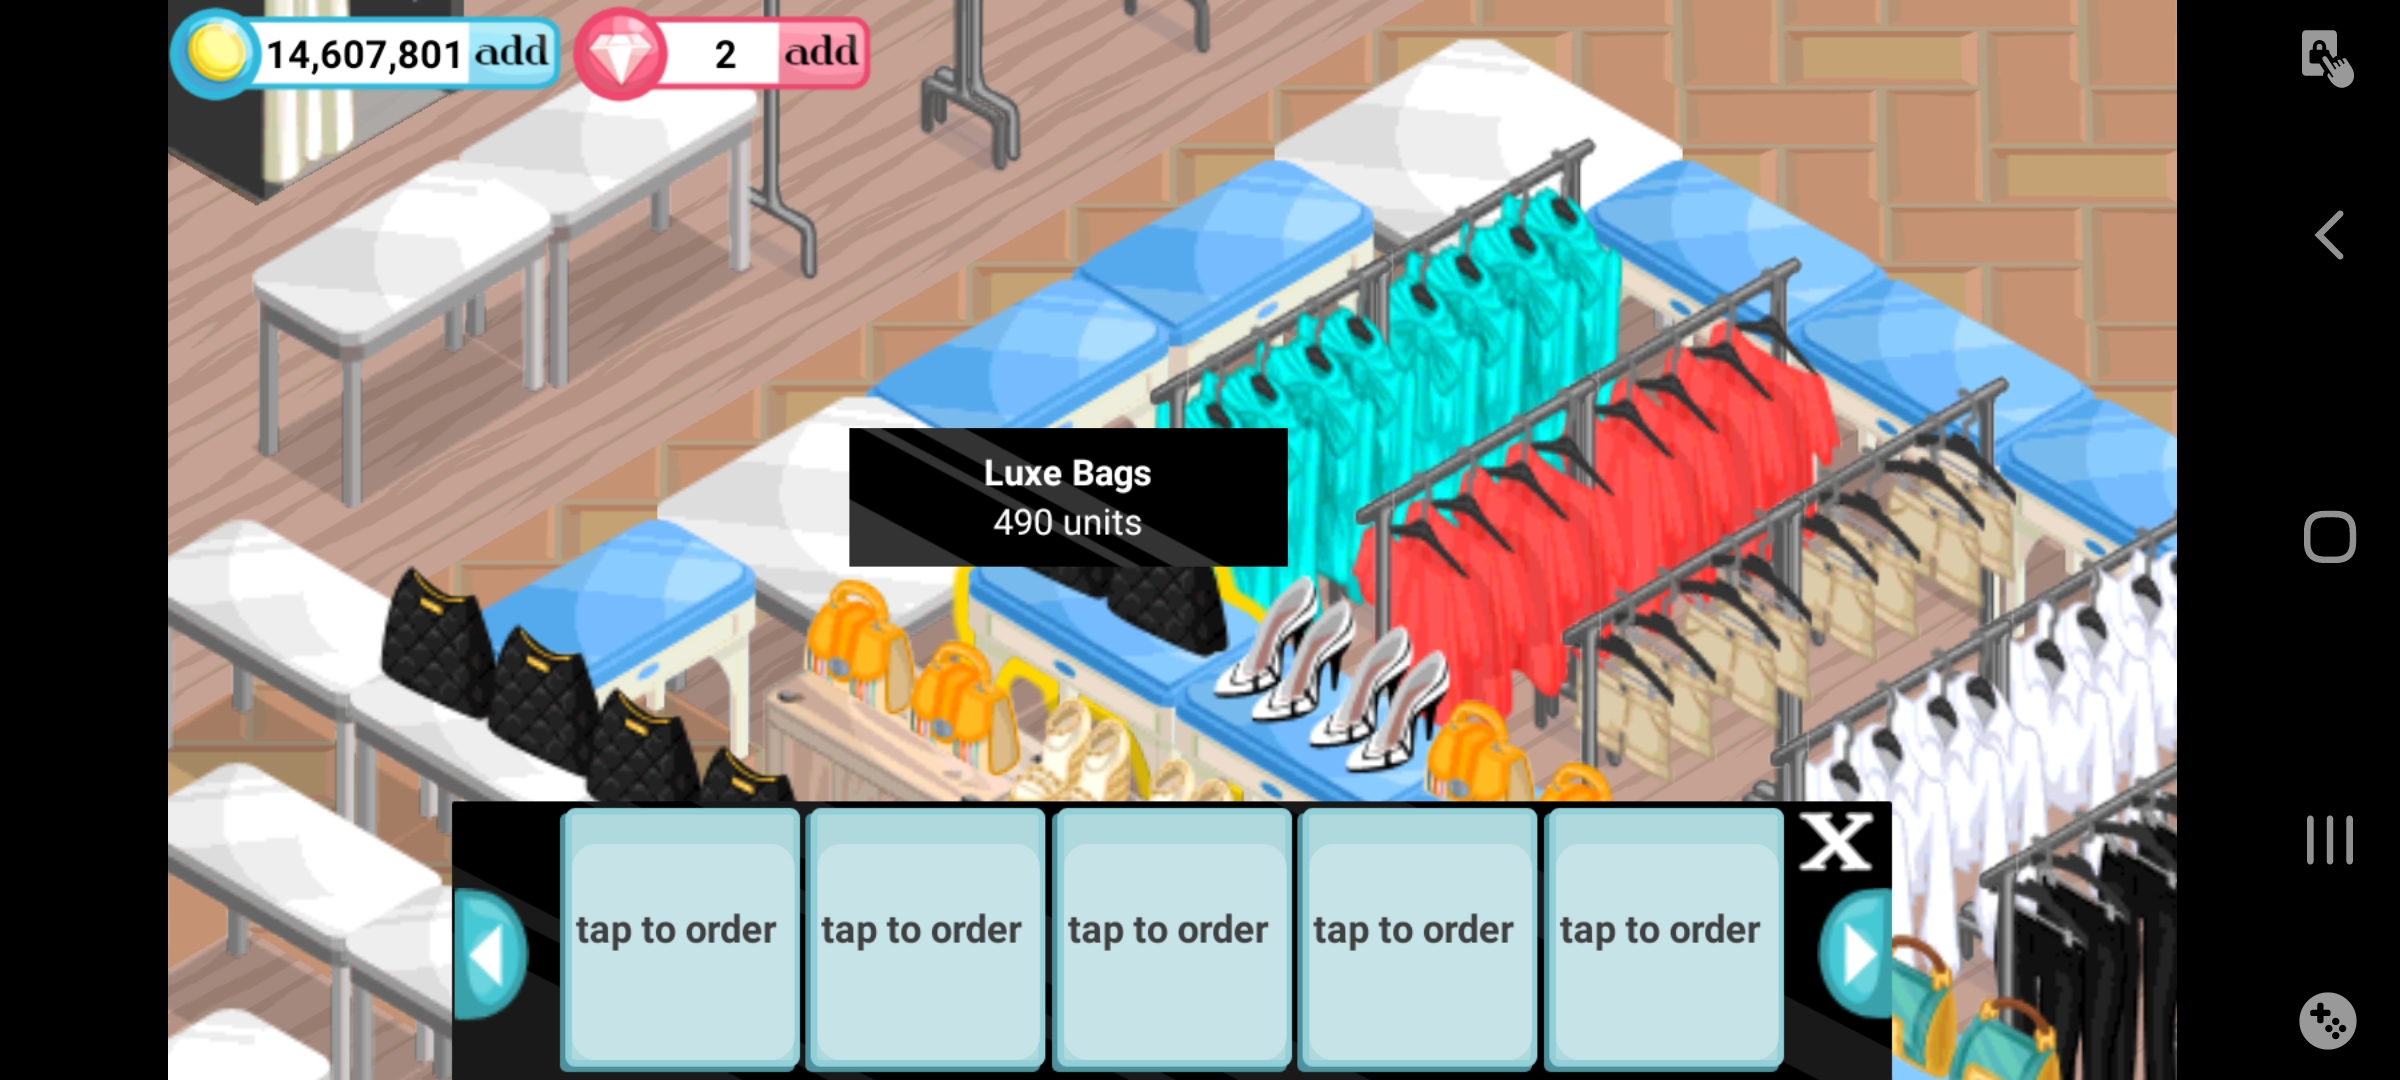 14,607,801 add
2 add
Luxe Bags
490 units
X
tap to order
tap to order
tap to order
tap to order
tap to order